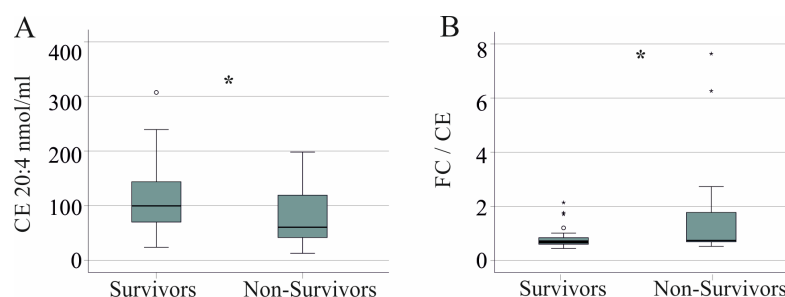 A
CE 20:4 nmol/ml
400
300
200
100
0
*
Survivors
Non-Survivors
B
FC / CE
8
6
4
2
0
*
Survivors
Non-Survivors